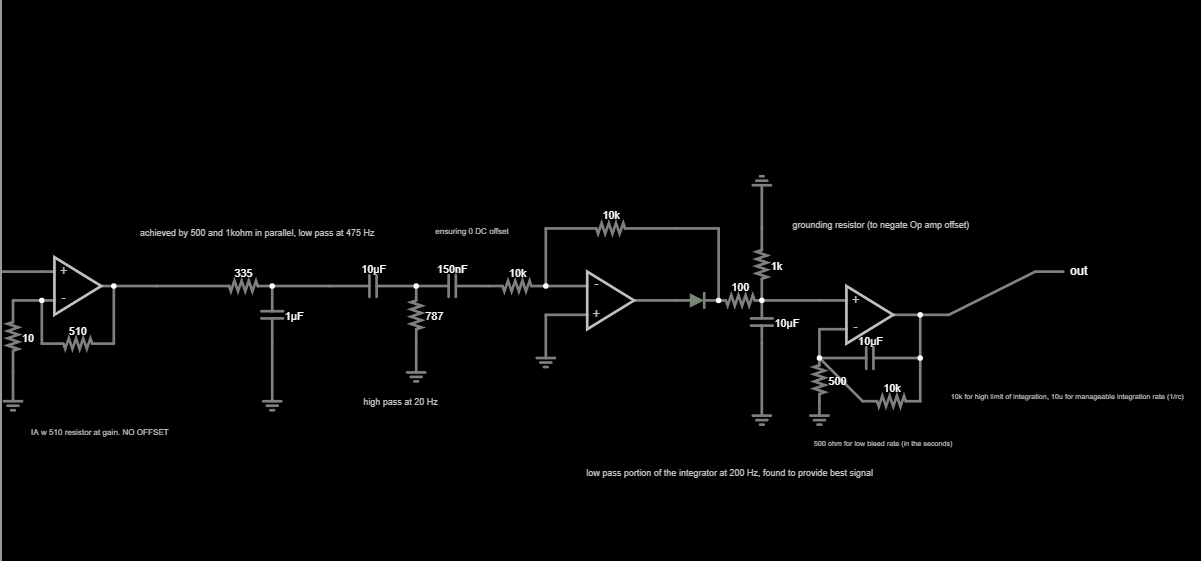 10k
achieved by 500 and 1kohm in parallel, low pass at 475 Hz
ensuring 0 DC offset
grounding resistor (to negate Op amp offset)
335
10μF
150nF
10k
1k
out
+
-
-
+
100
+
-
1μF
787
10μF
10
510
10μF
500
10k
high pass at 20 Hz
10k for high limit of integration, 10u for manageable integration rate (1/rc)
IA w 510 resistor at gain. NO OFFSET
500 ohm for low bleed rate (in the seconds)
low pass portion of the integrator at 200 Hz, found to provide best signal